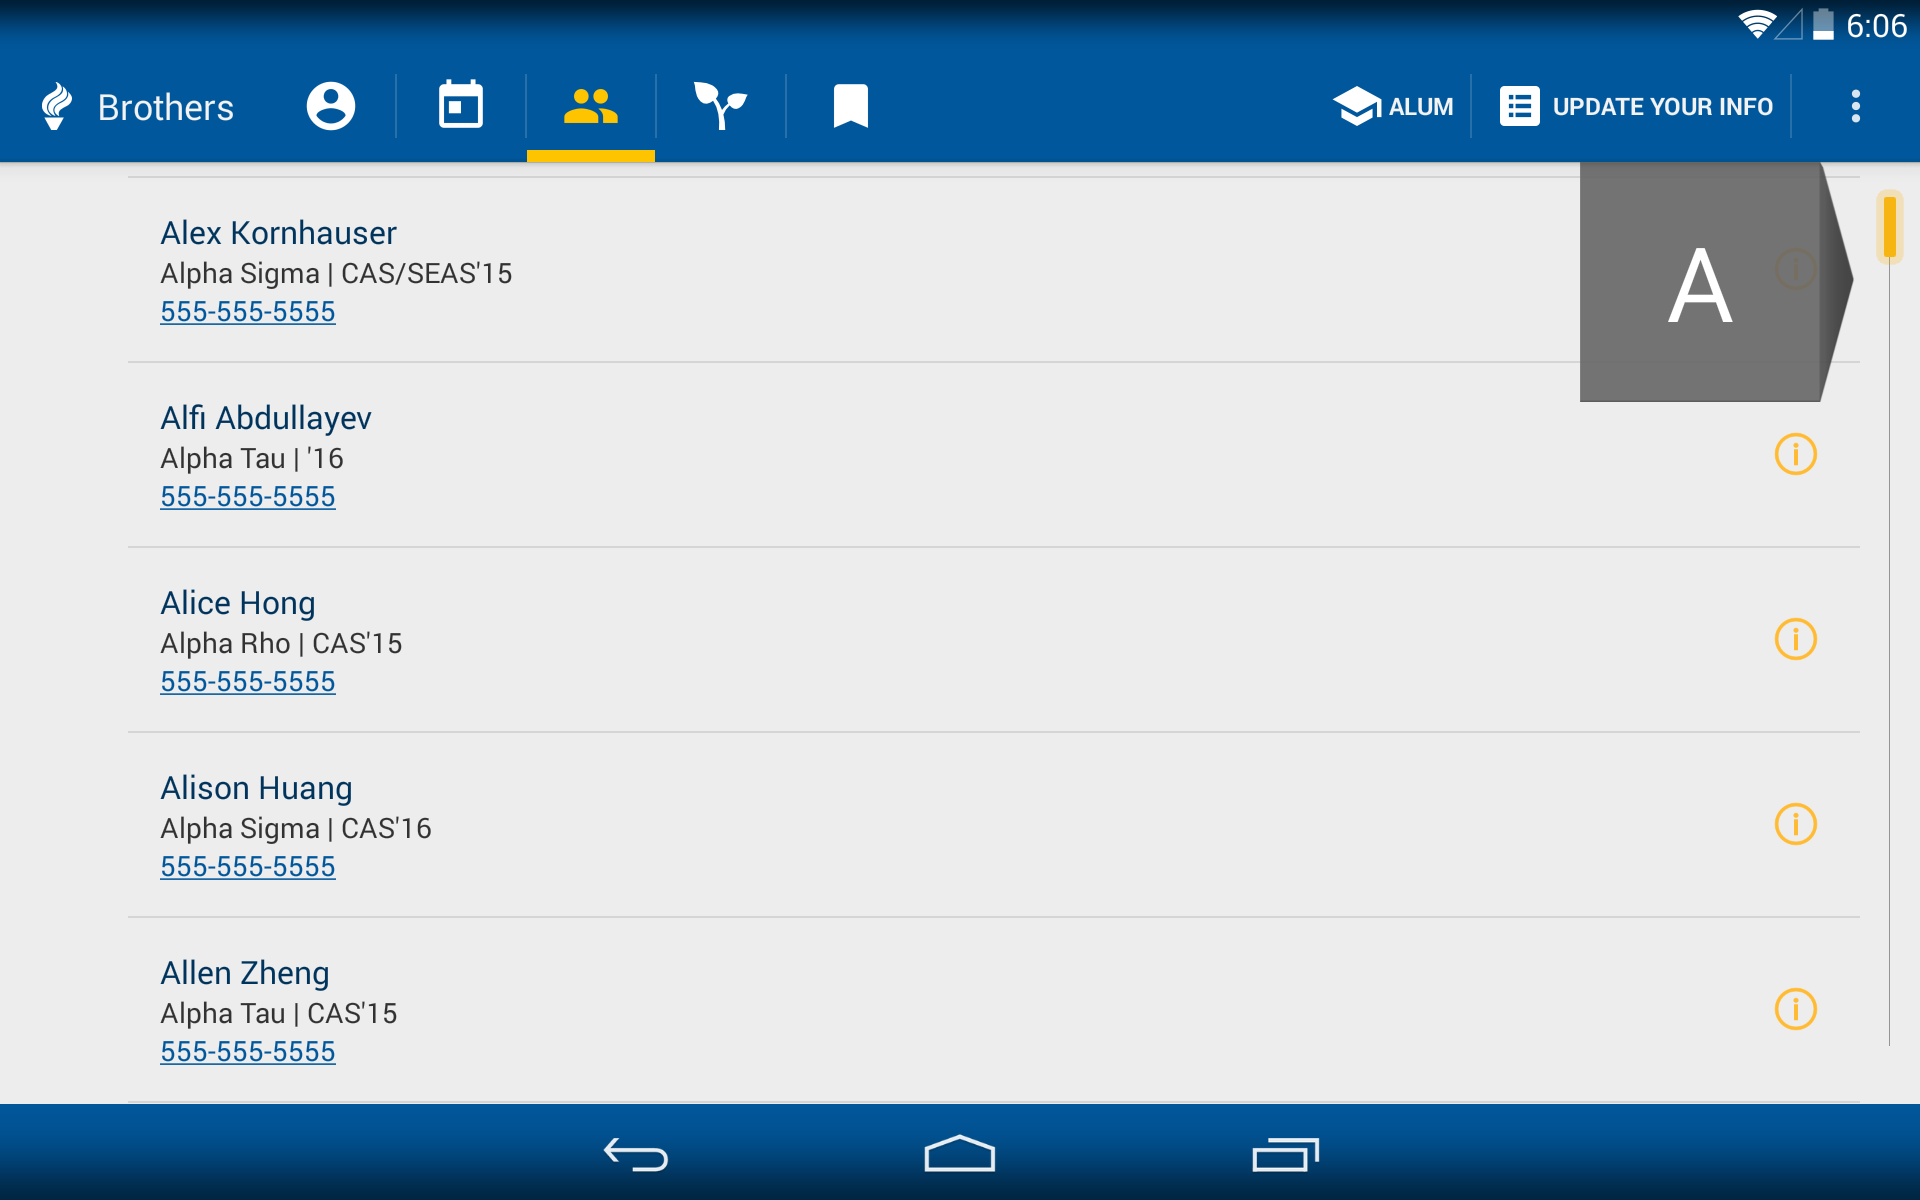 6:06
Brothers
ALUM
UPDATE YOUR INFO
A
Alex Kornhauser
Alpha Sigma | CAS/SEAS'15
555-555-5555
Alfi Abdullayev
Alpha Tau | '16
555-555-5555
Alice Hong
Alpha Rho | CAS'15
555-555-5555
Alison Huang
Alpha Sigma | CAS'16
555-555-5555
Allen Zheng
Alpha Tau | CAS'15
555-555-5555